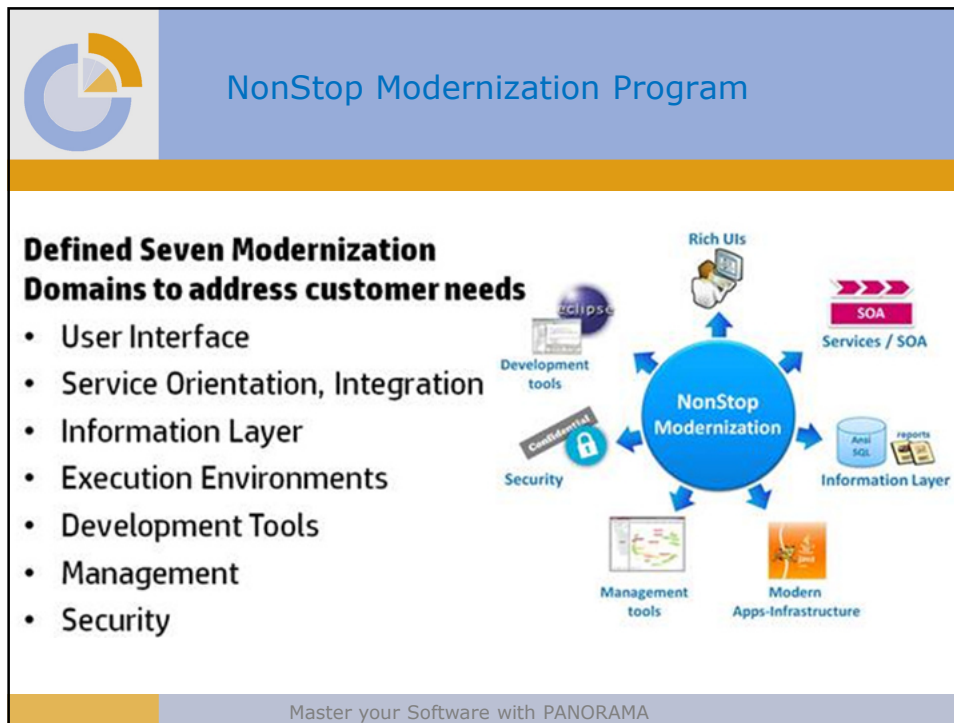 NonStop Modernization Program
Defined Seven Modernization
Domains to address customer needs
• User Interface
• Service Orientation, Integration
• Information Layer
• Execution Environments
• Development Tools
• Management
• Security
Rich UIs
eclipse
SOA
Services / SOA
Development
tools
NonStop
Modernization
Confidential
Ansi
SQL
reports
Security
Information Layer
Java
Management
tools
Modern
Apps-Infrastructure
Master your Software with PANORAMA